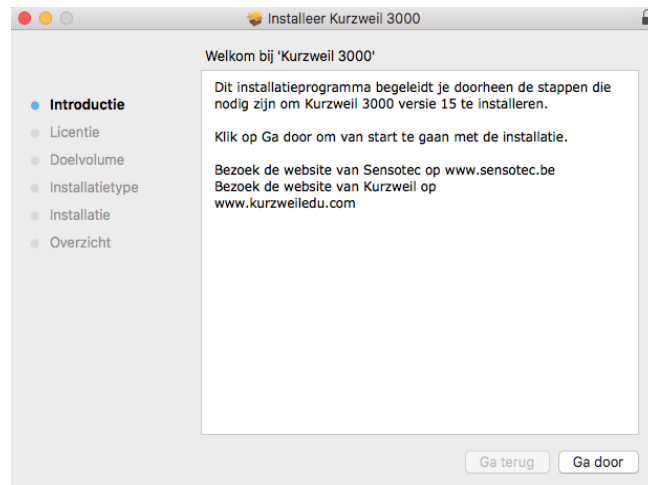 Installeer Kurzweil 3000
Welkom bij 'Kurzweil 3000'
Introductie
Licentie
Doelvolume
Installatietype
Installatie
Overzicht
Dit installatieprogramma begeleidt je doorheen de stappen die
nodig zijn om Kurzweil 3000 versie 15 te installeren.
Klik op Ga door om van start te gaan met de installatie.
Bezoek de website van Sensotec op www.sensotec.be
Bezoek de website van Kurzweil op
www.kurzweiledu.com
Ga terug
Ga door